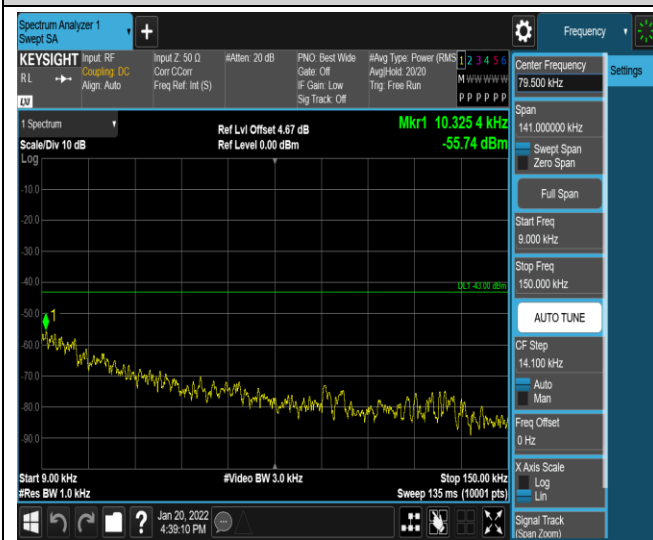 Spectrum Analyzer 1
Swept SA
Frequency
KEYSIGHT
RL
LXI
Input: RF
Coupling: DC
Align: Auto
Input Z: 50 Ω
Corr CCorr
Freq Ref: Int (S)
#Atten: 20 dB
PNO: Best Wide
Gate: Off
IF Gain: Low
Sig Track: Off
#Avg Type: Power (RMS
Avg|Hold: 20/20
Trig: Free Run
1 2 3 4 5 6
M W W W W W
P P P P P P
Center Frequency
79.500 kHz
Settings
1 Spectrum
Scale/Div 10 dB
Ref Lvl Offset 4.67 dB
Ref Level 0.00 dBm
Mkr1 10.325 4 kHz
-55.74 dBm
Log
-10.0
-20.0
-30.0
-40.0
-50.0
-60.0
-70.0
-80.0
-90.0
DL1 -43.00 dBm
1
Span
141.000000 kHz
Swept Span
Zero Span
Full Span
Start Freq
9.000 kHz
Stop Freq
150.000 kHz
AUTO TUNE
CF Step
14.100 kHz
Auto
Man
Freq Offset
0 Hz
X Axis Scale
Log
Lin
Signal Track
(Span Zoom)
Start 9.00 kHz
#Res BW 1.0 kHz
#Video BW 3.0 kHz
Stop 150.00 kHz
Sweep 135 ms (10001 pts)
?
Jan 20, 2022
4:39:10 PM